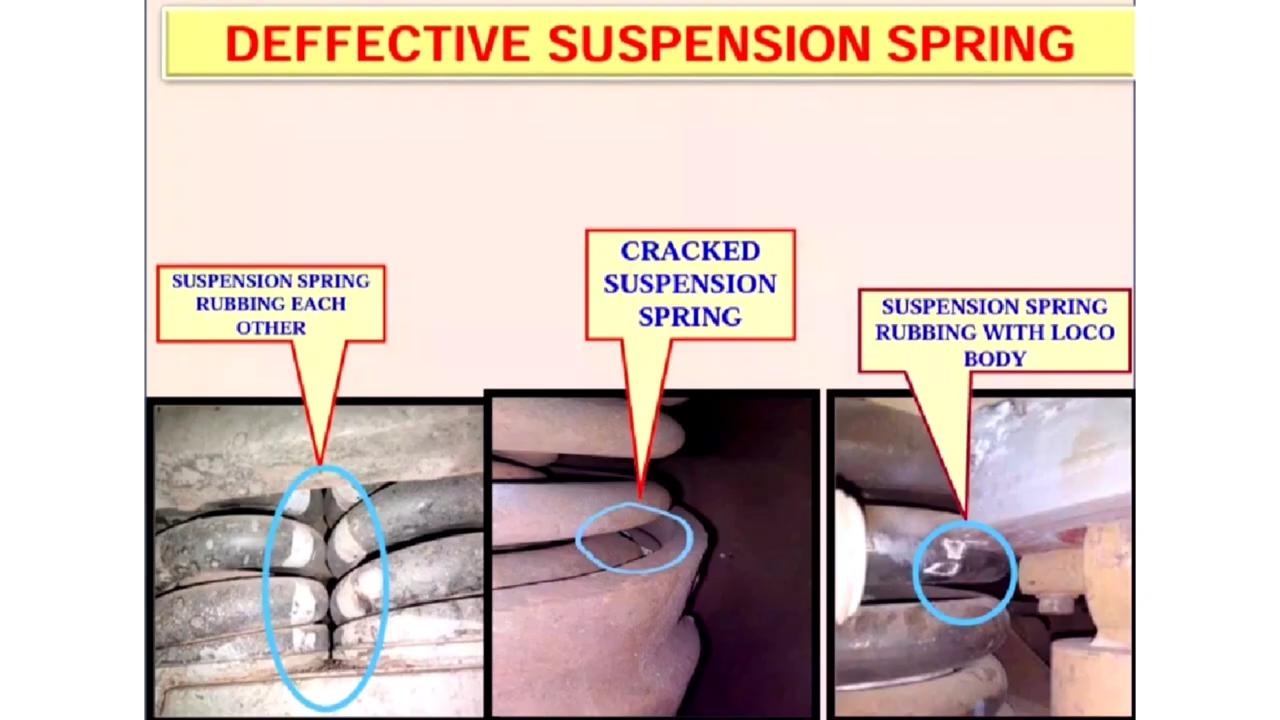 DEFFECTIVE SUSPENSION SPRING
SUSPENSION SPRING
RUBBING EACH
OTHER
CRACKED
SUSPENSION
SPRING
SUSPENSION SPRING
RUBBING WITH LOCO
BODY